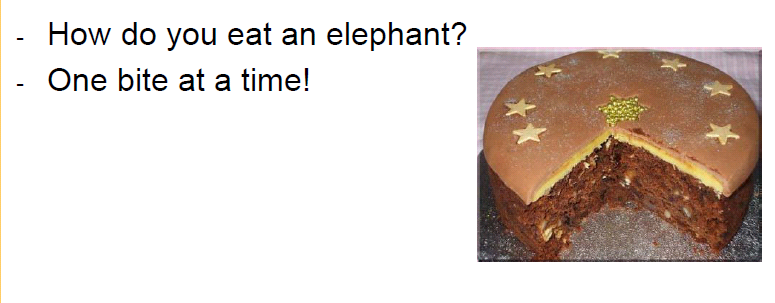 - How do you eat an elephant?
- One bite at a time!